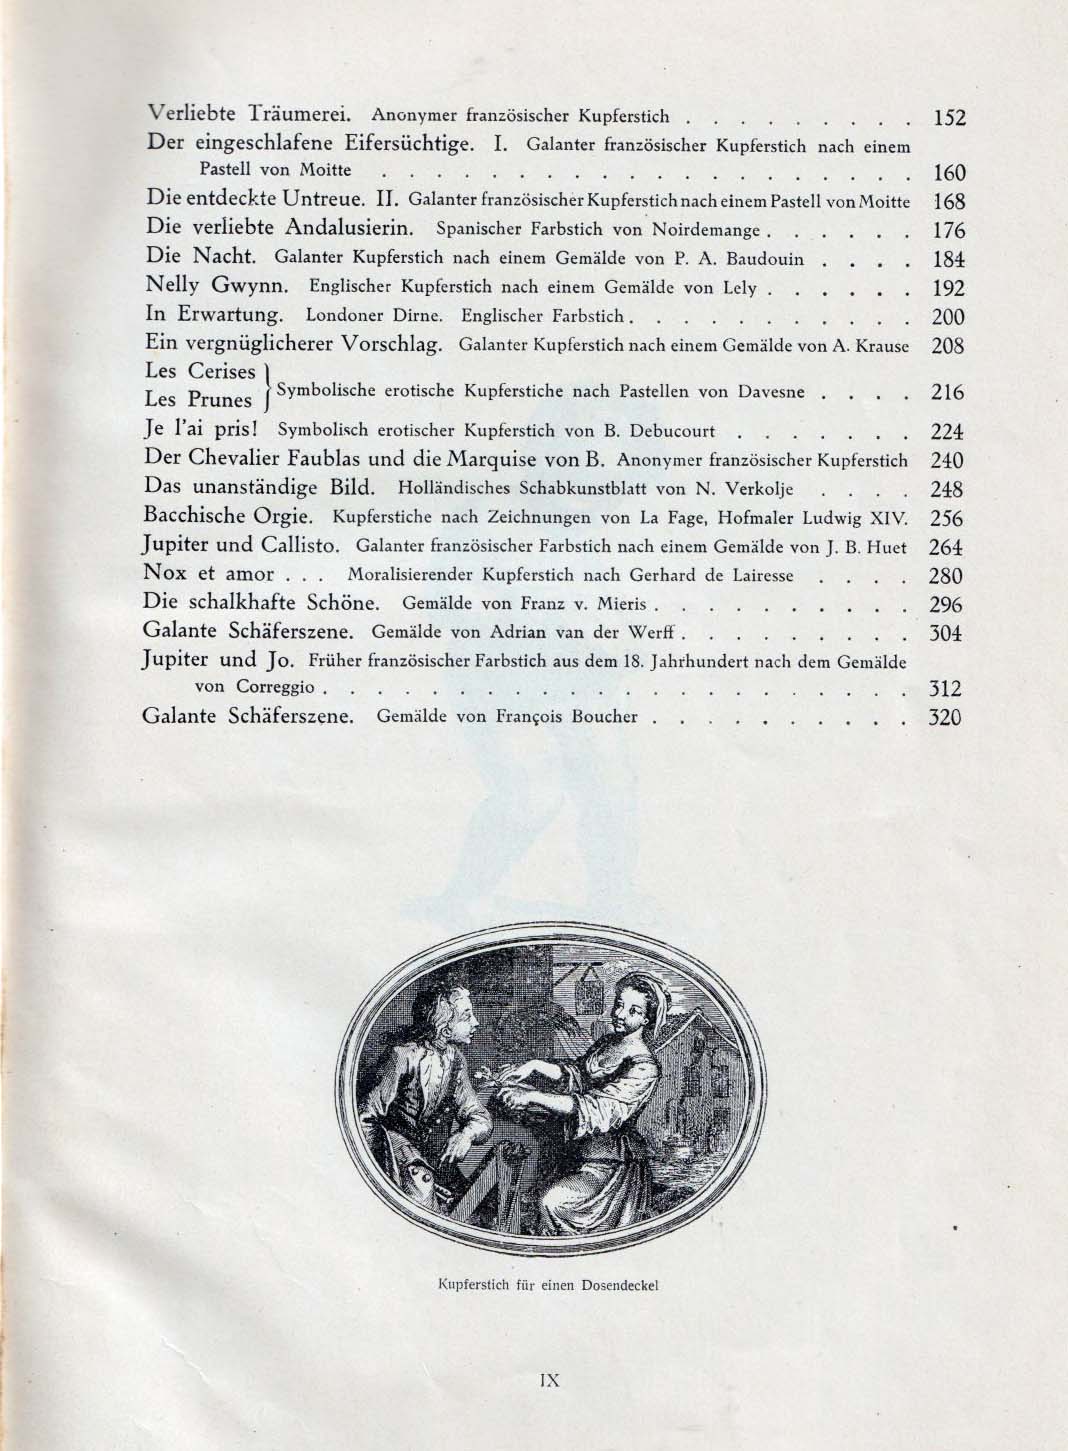 Verliebte Träumerei. Anonymer französischer Kupferstich . . . . . . . . . 152
Der eingeschlafene Eifersüchtige. I. Galanter französischer Kupferstich nach einem
Pastell von Moitte . . . . . . . . . . . . . . . . . . . . 160
Die entdeckte Untreue. II. Galanter französischer Kupferstich nach einem Pastell von Moitte 168
Die verliebte Andalusierin. Spanischer Farbstich von Noirdemange . . . . . . 176
Die Nacht. Galanter Kupferstich nach einem Gemälde von P. A. Baudouin . . . . 184
Nelly Gwynn. Englischer Kupferstich nach einem Gemälde von Lely . . . . . . 192
In Erwartung. Londoner Dirne. Englischer Farbstich . . . . . . . . . . . 200
Ein vergnüglicherer Vorschlag. Galanter Kupferstich nach einem Gemälde von A. Krause 208
Les Cerises }
Les Prunes } Symbolische erotische Kupferstiche nach Pastellen von Davesne . . . . 216
Je l'ai pris! Symbolisch erotischer Kupferstich von B. Debucourt . . . . . . . 224
Der Chevalier Faublas und die Marquise von B. Anonymer französischer Kupferstich 240
Das unanständige Bild. Holländisches Schabkunstblatt von N. Verkolje . . . . 248
Bacchische Orgie. Kupferstiche nach Zeichnungen von La Fage, Hofmaler Ludwig XIV. 256
Jupiter und Callisto. Galanter französischer Farbstich nach einem Gemälde von J. B. Huet 264
Nox et amor . . . Moralisierender Kupferstich nach Gerhard de Lairesse . . . . 280
Die schalkhafte Schöne. Gemälde von Franz v. Mieris . . . . . . . . . . 296
Galante Schäferszene. Gemälde von Adrian van der Werff . . . . . . . . . 304
Jupiter und Jo. Früher französischer Farbstich aus dem 18. Jahrhundert nach dem Gemälde
von Correggio . . . . . . . . . . . . . . . . . . . . . . 312
Galante Schäferszene. Gemälde von François Boucher . . . . . . . . . . 320
Kupferstich für einen Dosendeckel
IX